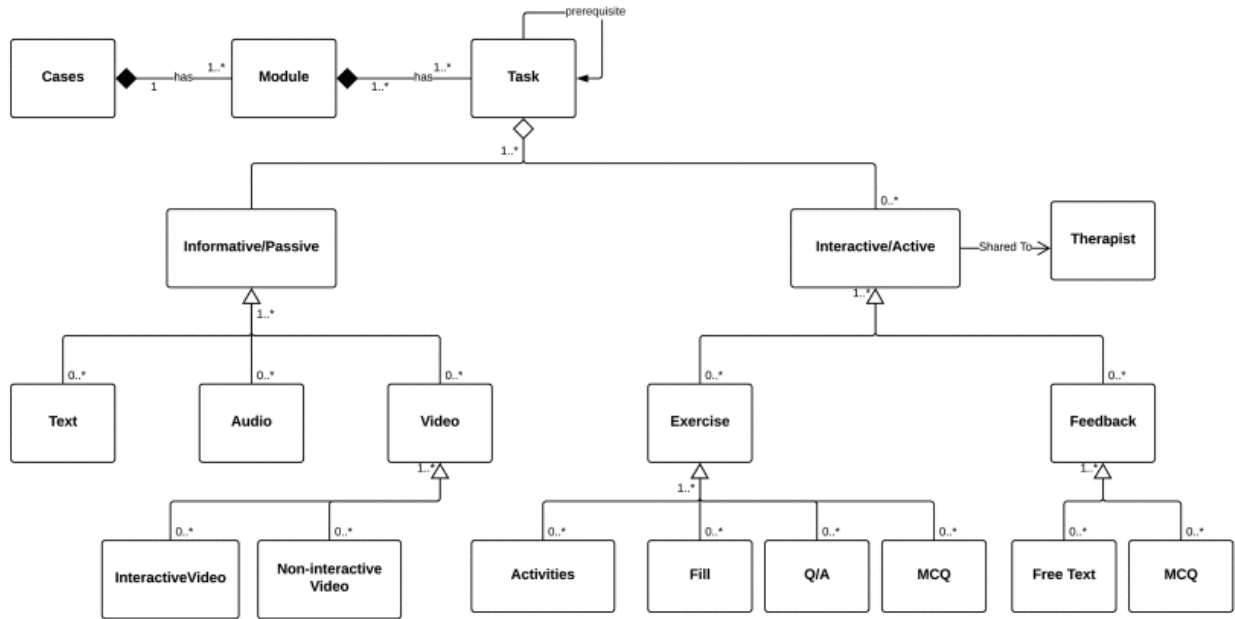 prerequisite
Cases
1
has
1..*
Module
1..*
has
1..*
Task
1..*
0..*
Informative/Passive
Interactive/Active
Shared To
Therapist
1..*
1..*
0..*
0..*
0..*
0..*
0..*
Text
Audio
Video
Exercise
Feedback
1..*
1..*
1..*
0..*
0..*
0..*
0..*
0..*
0..*
0..*
0..*
InteractiveVideo
Non-interactive
Video
Activities
Fill
Q/A
MCQ
Free Text
MCQ